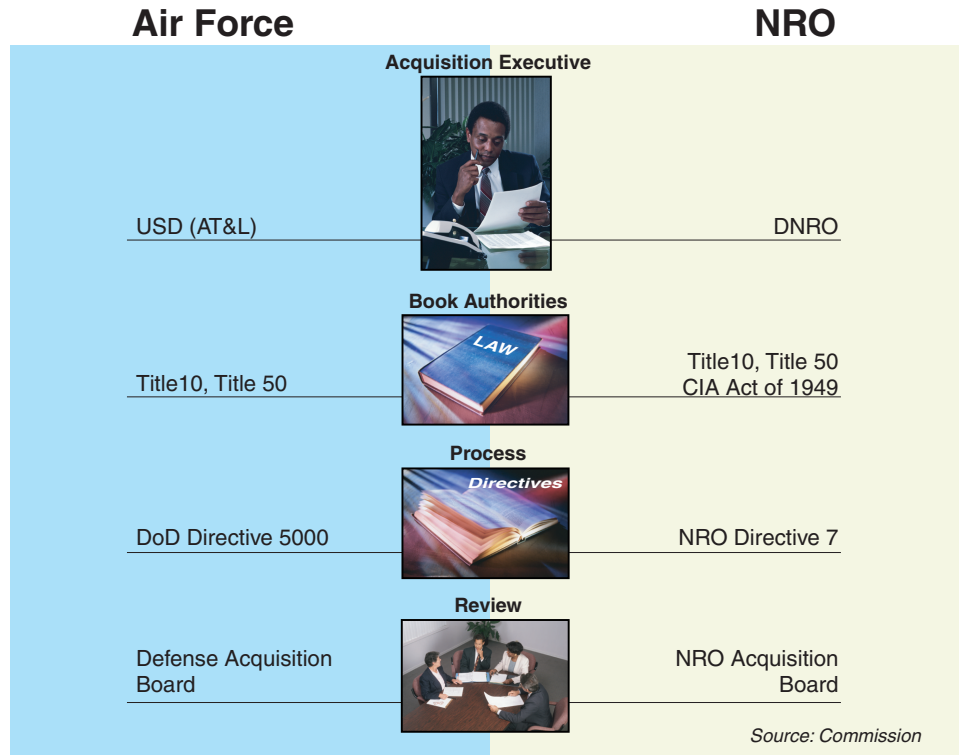 Air Force
NRO
Acquisition Executive
USD (AT&L)
DNRO
Book Authorities
LAW
Title10, Title 50
Title10, Title 50
CIA Act of 1949
Process
Directives
DoD Directive 5000
NRO Directive 7
Review
Defense Acquisition
Board
NRO Acquisition
Board
Source: Commission